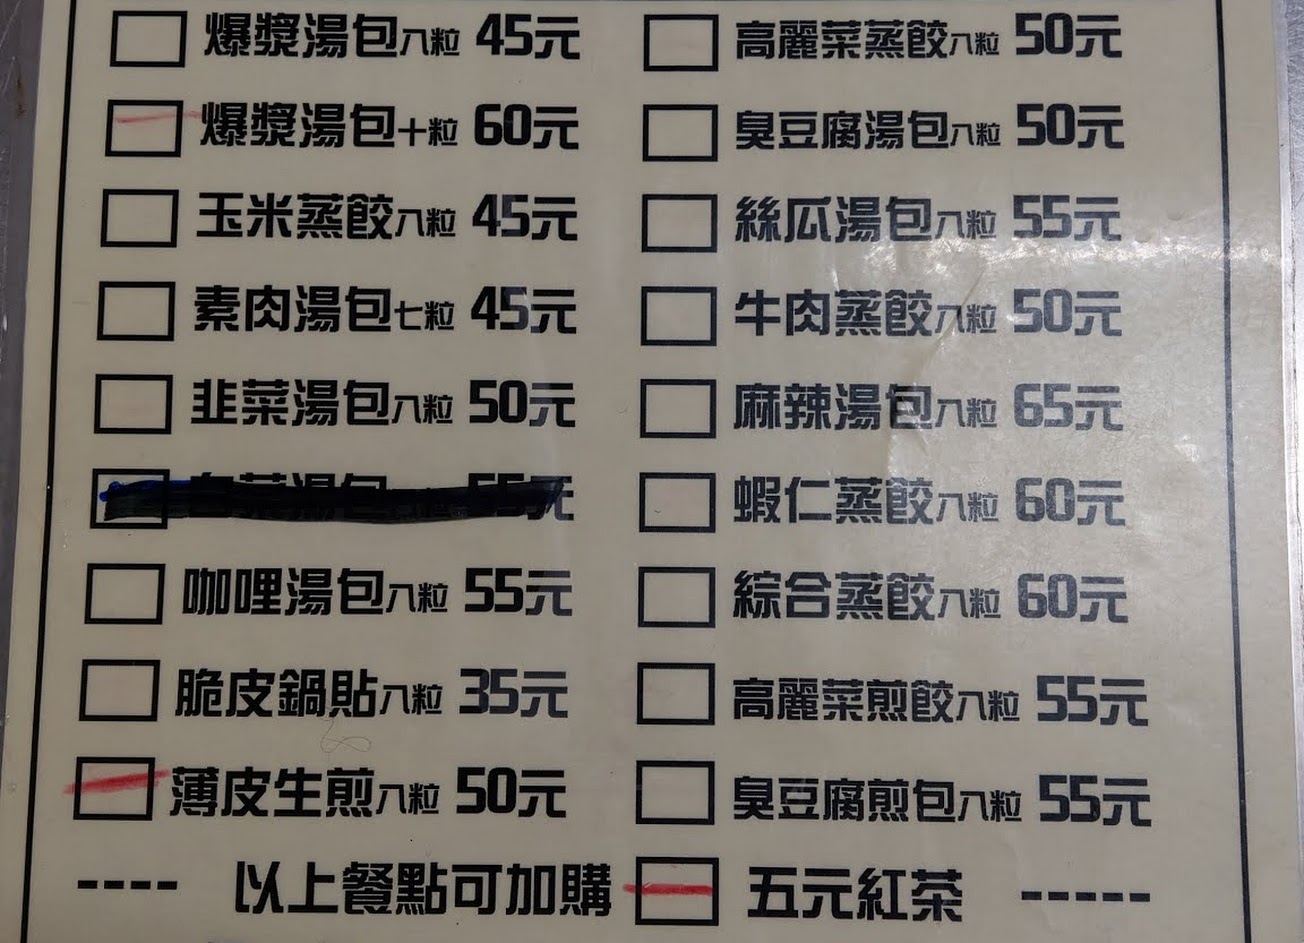 爆漿湯包八粒 45元
高麗菜蒸餃八粒 50元
爆漿湯包十粒 60元
臭豆腐湯包八粒 50元
玉米蒸餃八粒 45元
絲瓜湯包八粒 55元
素肉湯包七粒 45元
牛肉蒸餃八粒 50元
韭菜湯包八粒 50元
麻辣湯包八粒 65元
白菜湯包 55元
蝦仁蒸餃八粒 60元
咖哩湯包八粒 55元
綜合蒸餃八粒 60元
脆皮鍋貼八粒 35元
高麗菜煎餃八粒 55元
薄皮生煎八粒 50元
臭豆腐煎包八粒 55元
---- 以上餐點可加購 五元紅茶 -----